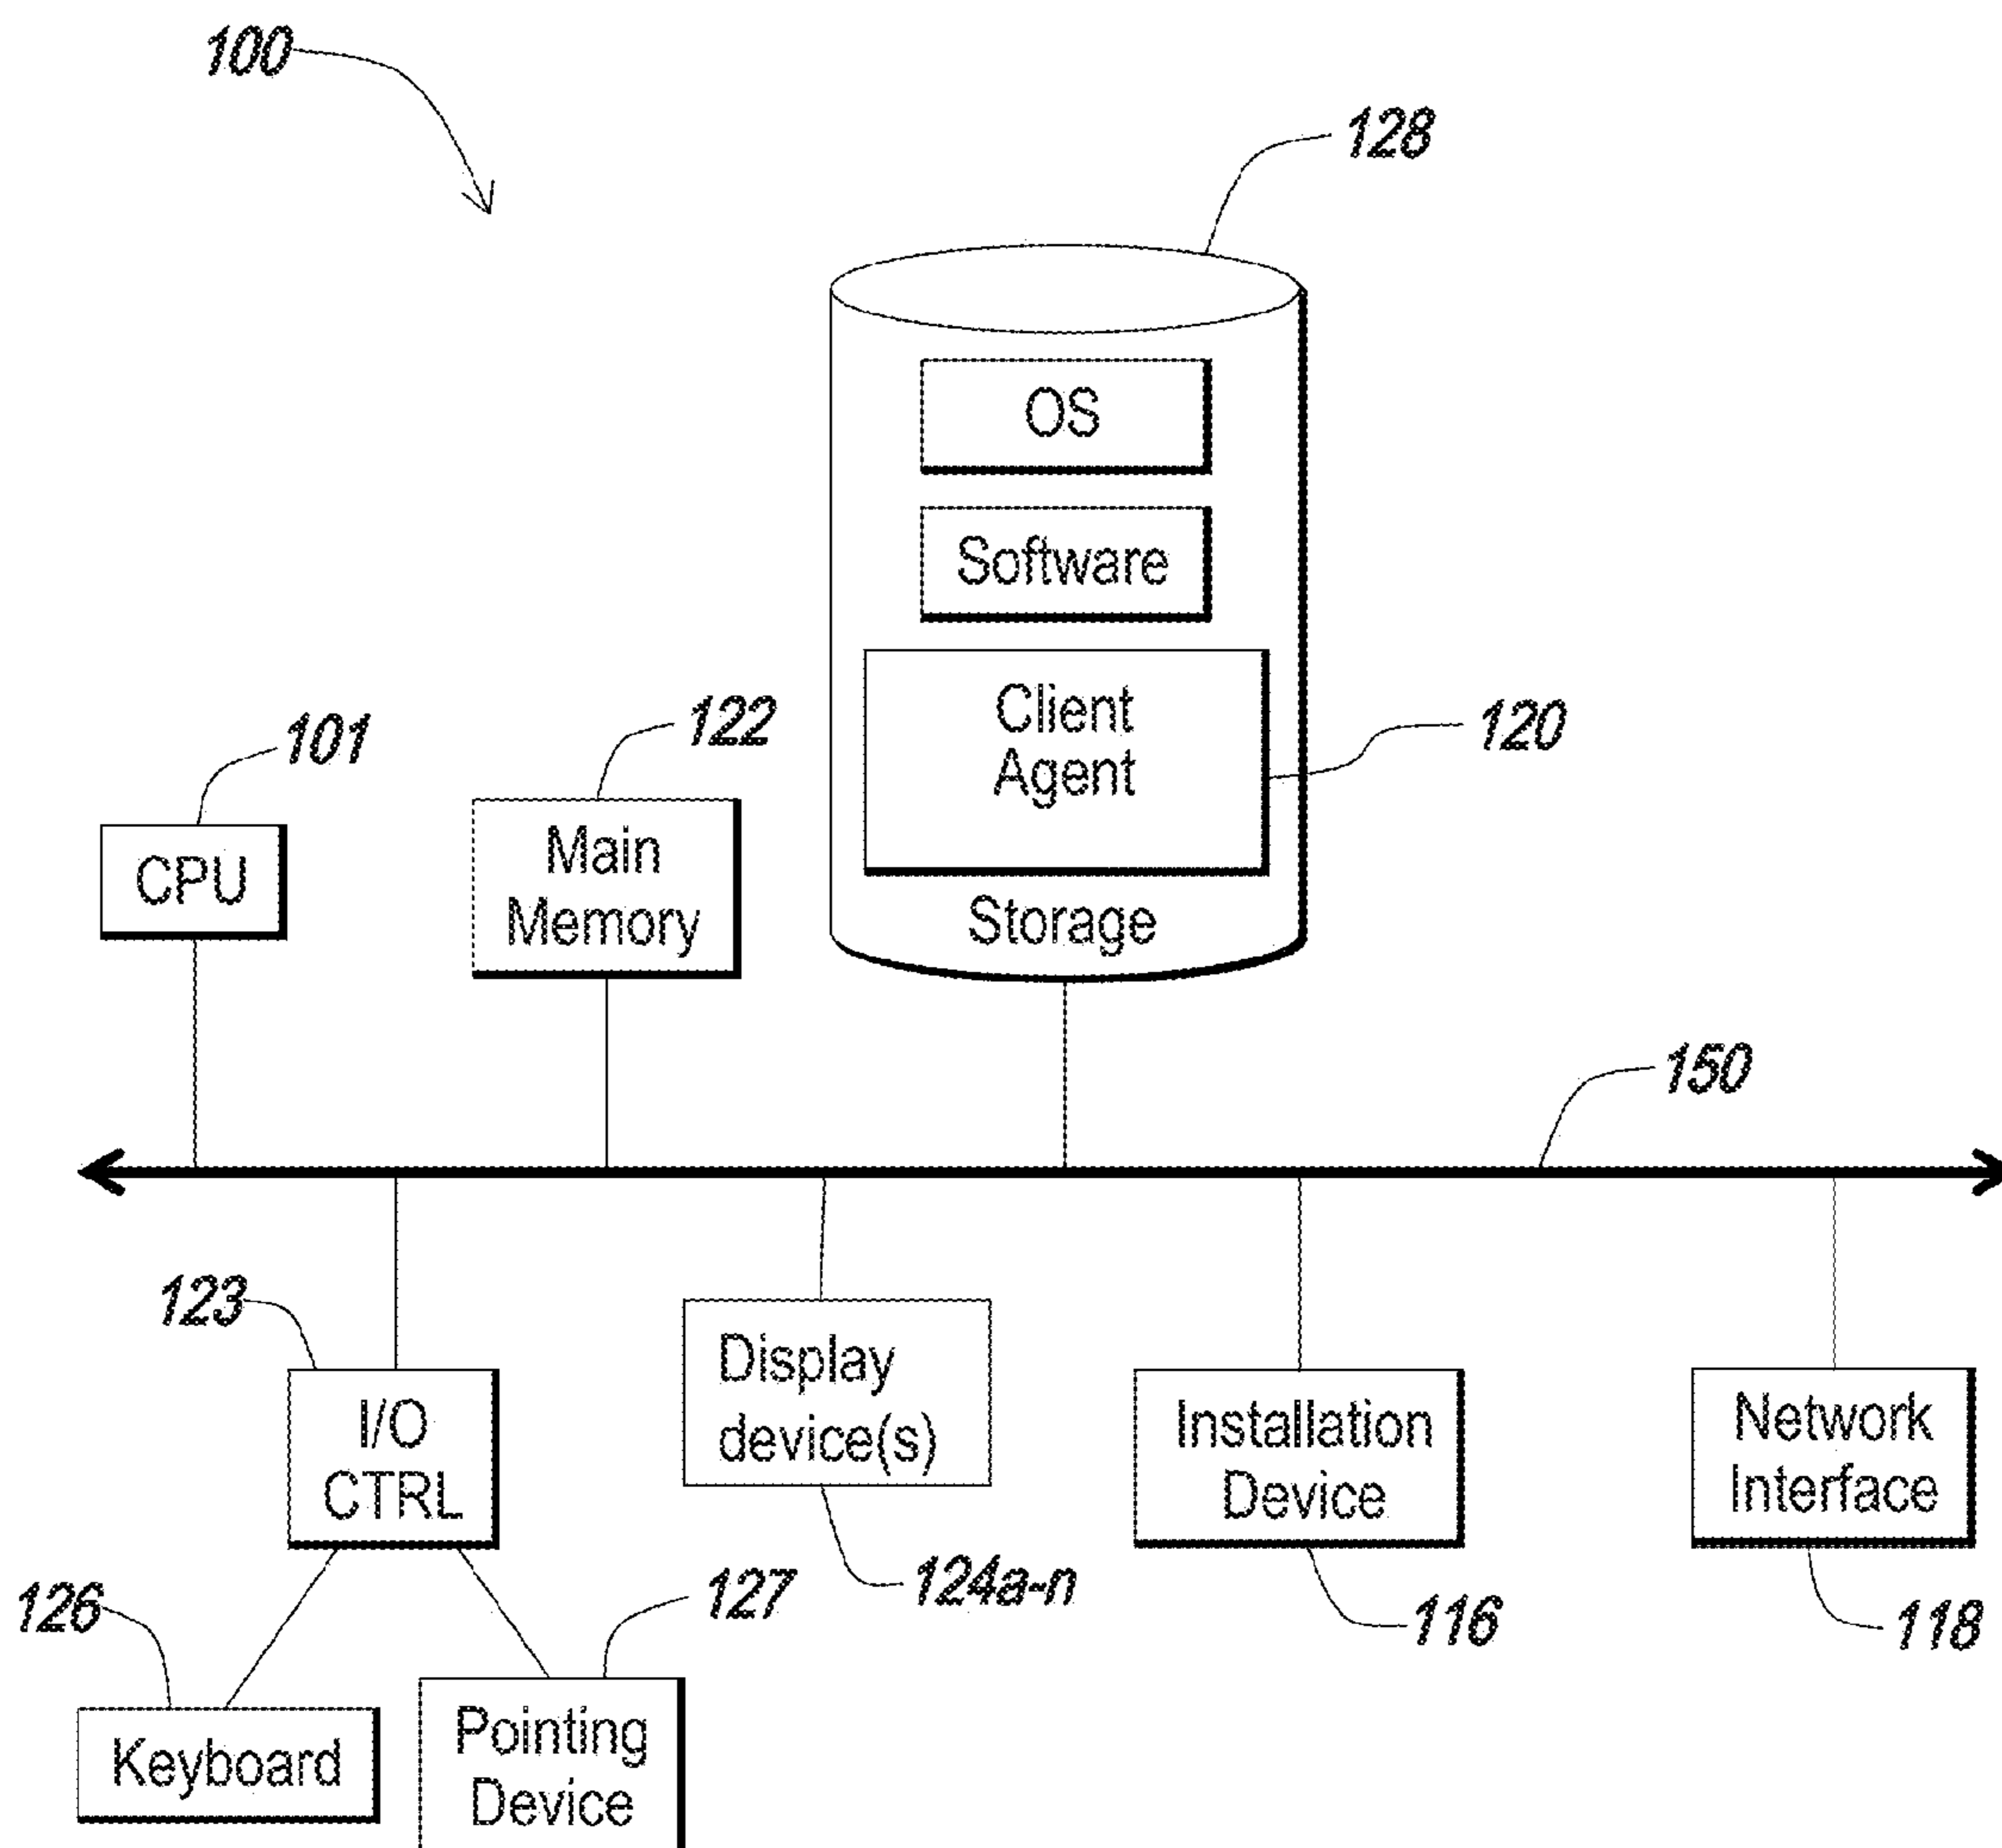 100
128
OS
Software
Client
Agent
120
Storage
101
CPU
122
Main
Memory
150
123
I/O
CTRL
Display
device(s)
124a-n
Installation
Device
116
Network
Interface
118
126
Keyboard
127
Pointing
Device